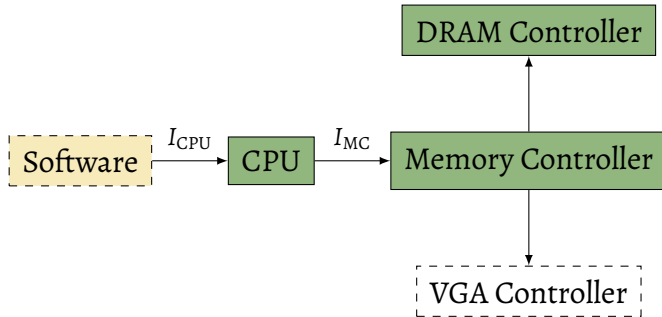 DRAM Controller
I_CPU
I_MC
Software
CPU
Memory Controller
VGA Controller